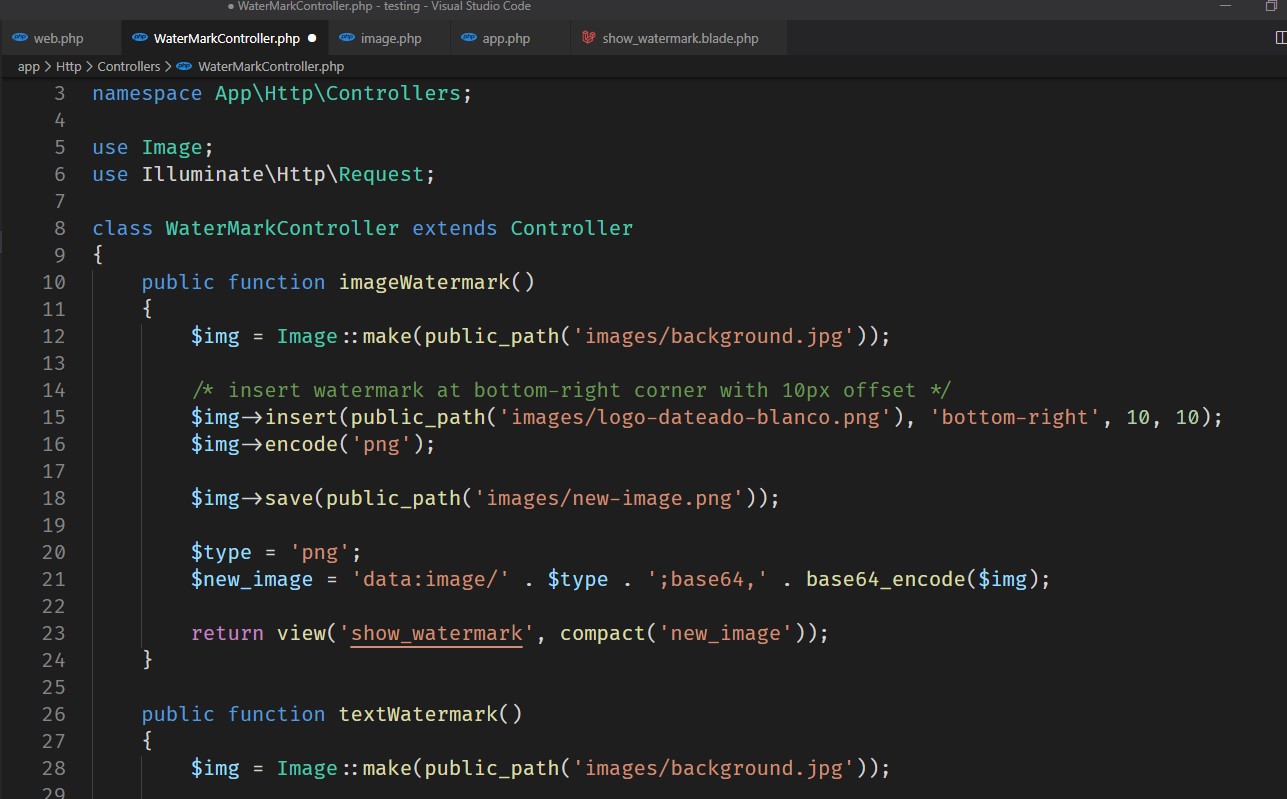 ● WaterMarkController.php - testing - Visual Studio Code
web.php WaterMarkController.php ● image.php app.php show_watermark.blade.php
app > Http > Controllers > WaterMarkController.php
3 namespace App\Http\Controllers;
4
5 use Image;
6 use Illuminate\Http\Request;
7
8 class WaterMarkController extends Controller
9 {
10 public function imageWatermark()
11 {
12 $img = Image::make(public_path('images/background.jpg'));
13
14 /* insert watermark at bottom-right corner with 10px offset */
15 $img->insert(public_path('images/logo-dateado-blanco.png'), 'bottom-right', 10, 10);
16 $img->encode('png');
17
18 $img->save(public_path('images/new-image.png'));
19
20 $type = 'png';
21 $new_image = 'data:image/' . $type . ';base64,' . base64_encode($img);
22
23 return view('show_watermark', compact('new_image'));
24 }
25
26 public function textWatermark()
27 {
28 $img = Image::make(public_path('images/background.jpg'));
29